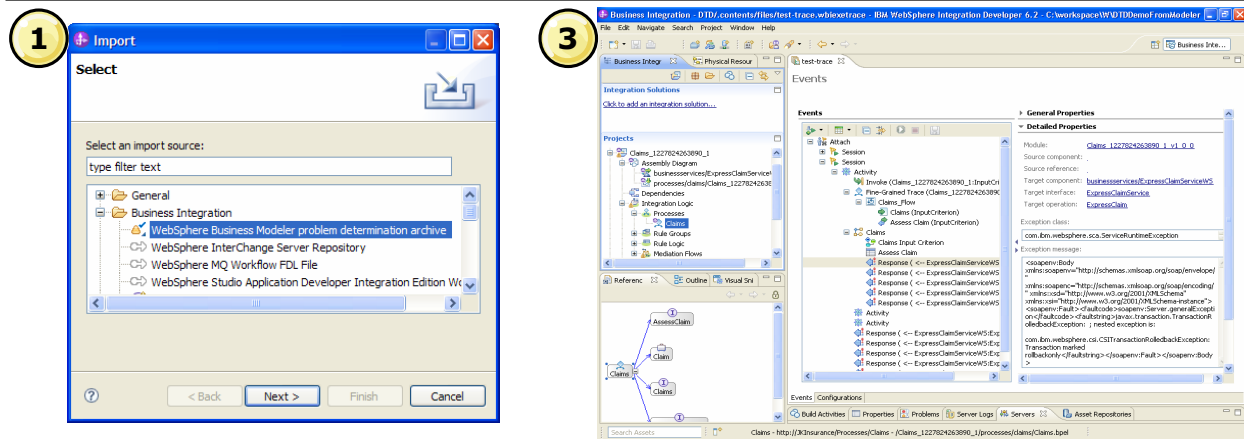 1
Import
Select
Select an import source:
type filter text
General
Business Integration
WebSphere Business Modeler problem determination archive
WebSphere InterChange Server Repository
WebSphere MQ Workflow FDL File
WebSphere Studio Application Developer Integration Edition Wo
< Back
Next >
Finish
Cancel
3
Business Integration - DTD/.contents/files/test-trace.wbiexetrace - IBM WebSphere Integration Developer 6.2 - C:\workspace\W\DTDDemoFromModeler
File Edit Navigate Search Project Window Help
Business Inte...
Business Integr
Physical Resour
Integration Solutions
Click to add an integration solution...
Projects
Claims_1227824263890_1
Assembly Diagram
businessservices/ExpressClaimService
processes/claims/Claims_12278242638
Dependencies
Integration Logic
Processes
Claims
Rule Groups
Rule Logic
Mediation Flows
Referenc
Outline
Visual Sni
AssessClaim
Claim
Claims
Claims
test-trace
Events
Events
Attach
Session
Session
Activity
Invoke (Claims_1227824263890_1:InputCri
Fine-Grained Trace (Claims_122782426389
Claims_Flow
Claims (InputCriterion)
Assess Claim (InputCriterion)
Claims
Claims Input Criterion
Assess Claim
Response ( <-- ExpressClaimServiceWS
Response ( <-- ExpressClaimServiceWS
Response ( <-- ExpressClaimServiceWS
Response ( <-- ExpressClaimServiceWS
Activity
Activity
Response ( <-- ExpressClaimServiceWS:Exp
Response ( <-- ExpressClaimServiceWS:Exp
Response ( <-- ExpressClaimServiceWS:Exp
Response ( <-- ExpressClaimServiceWS:Exp
General Properties
Detailed Properties
Module: Claims_1227824263890_1_v1_0_0
Source component:
Source reference:
Target component: businessservices/ExpressClaimServiceWS
Target interface: ExpressClaimService
Target operation: ExpressClaim
Exception class:
com.ibm.websphere.sca.ServiceRuntimeException
Exception message:
<soapenv:Body
xmlns:soapenv="http://schemas.xmlsoap.org/soap/envelope/
"
xmlns:soapenc="http://schemas.xmlsoap.org/soap/encoding/
" xmlns:xsd="http://www.w3.org/2001/XMLSchema"
xmlns:xsi="http://www.w3.org/2001/XMLSchema-instance">
<soapenv:Fault><faultcode>soapenv:Server.generalExcepti
on</faultcode><faultstring>javax.transaction.TransactionR
olledbackException: ; nested exception is:
com.ibm.websphere.csi.CSITransactionRolledbackException:
Transaction marked
rollbackonly</faultstring></soapenv:Fault></soapenv:Body
>
Events
Configurations
Build Activities
Properties
Problems
Server Logs
Servers
Asset Repositories
Search Assets
Claims - http://JKInsurance/Processes/Claims - /Claims_1227824263890_1/processes/claims/Claims.bpel